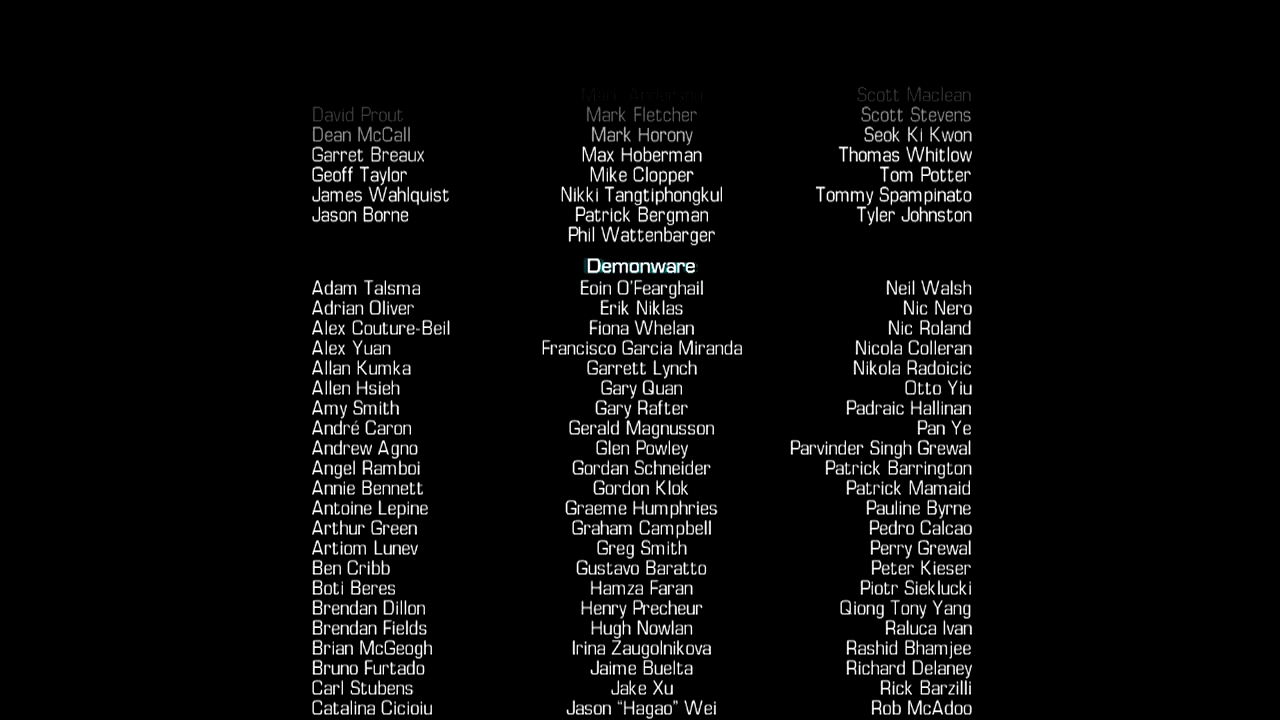 Mark Anderson Scott Maclean
David Prout Mark Fletcher Scott Stevens
Dean McCall Mark Horony Seok Ki Kwon
Garret Breaux Max Hoberman Thomas Whitlow
Geoff Taylor Mike Clopper Tom Potter
James Wahlquist Nikki Tangtiphongkul Tommy Spampinato
Jason Borne Patrick Bergman Tyler Johnston
Phil Wattenbarger
Demonware
Adam Talsma Eoin O'Fearghail Neil Walsh
Adrian Oliver Erik Niklas Nic Nero
Alex Couture-Beil Fiona Whelan Nic Roland
Alex Yuan Francisco Garcia Miranda Nicola Colleran
Allan Kumka Garrett Lynch Nikola Radoicic
Allen Hsieh Gary Quan Otto Yiu
Amy Smith Gary Rafter Padraic Hallinan
André Caron Gerald Magnusson Pan Ye
Andrew Agno Glen Powley Parvinder Singh Grewal
Angel Ramboi Gordan Schneider Patrick Barrington
Annie Bennett Gordon Klok Patrick Mamaid
Antoine Lepine Graeme Humphries Pauline Byrne
Arthur Green Graham Campbell Pedro Calcao
Artiom Lunev Greg Smith Perry Grewal
Ben Cribb Gustavo Baratto Peter Kieser
Boti Beres Hamza Faran Piotr Sieklucki
Brendan Dillon Henry Precheur Qiong Tony Yang
Brendan Fields Hugh Nowlan Raluca Ivan
Brian McGeogh Irina Zaugolnikova Rashid Bhamjee
Bruno Furtado Jaime Buelta Richard Delaney
Carl Stubens Jake Xu Rick Barzilli
Catalina Cicioiu Jason “Hagao” Wei Rob McAdoo